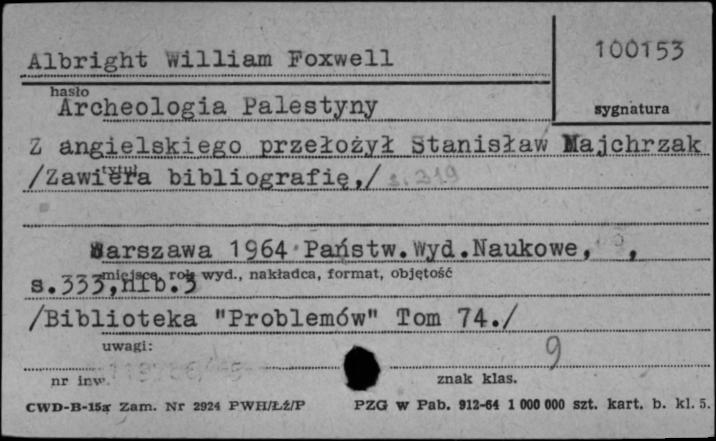 Albright William Foxwell
100153
hasło
Archeologia Palestyny
sygnatura
Z angielskiego przełożył Stanisław Majchrzak
tytuł
/Zawiera bibliografię,/ s. 319
Warszawa 1964 Państw.Wyd.Naukowe, ,
miejsce, rok wyd., nakładca, format, objętość
s.333,nlb.3
/Biblioteka "Problemów" Tom 74./
uwagi:
9
nr inw.
znak klas.
CWD-B-15a Zam. Nr 2924 PWH/ŁŻ/P
PZG w Pab. 912-64 1 000 000 szt. kart. b. kl. 5.